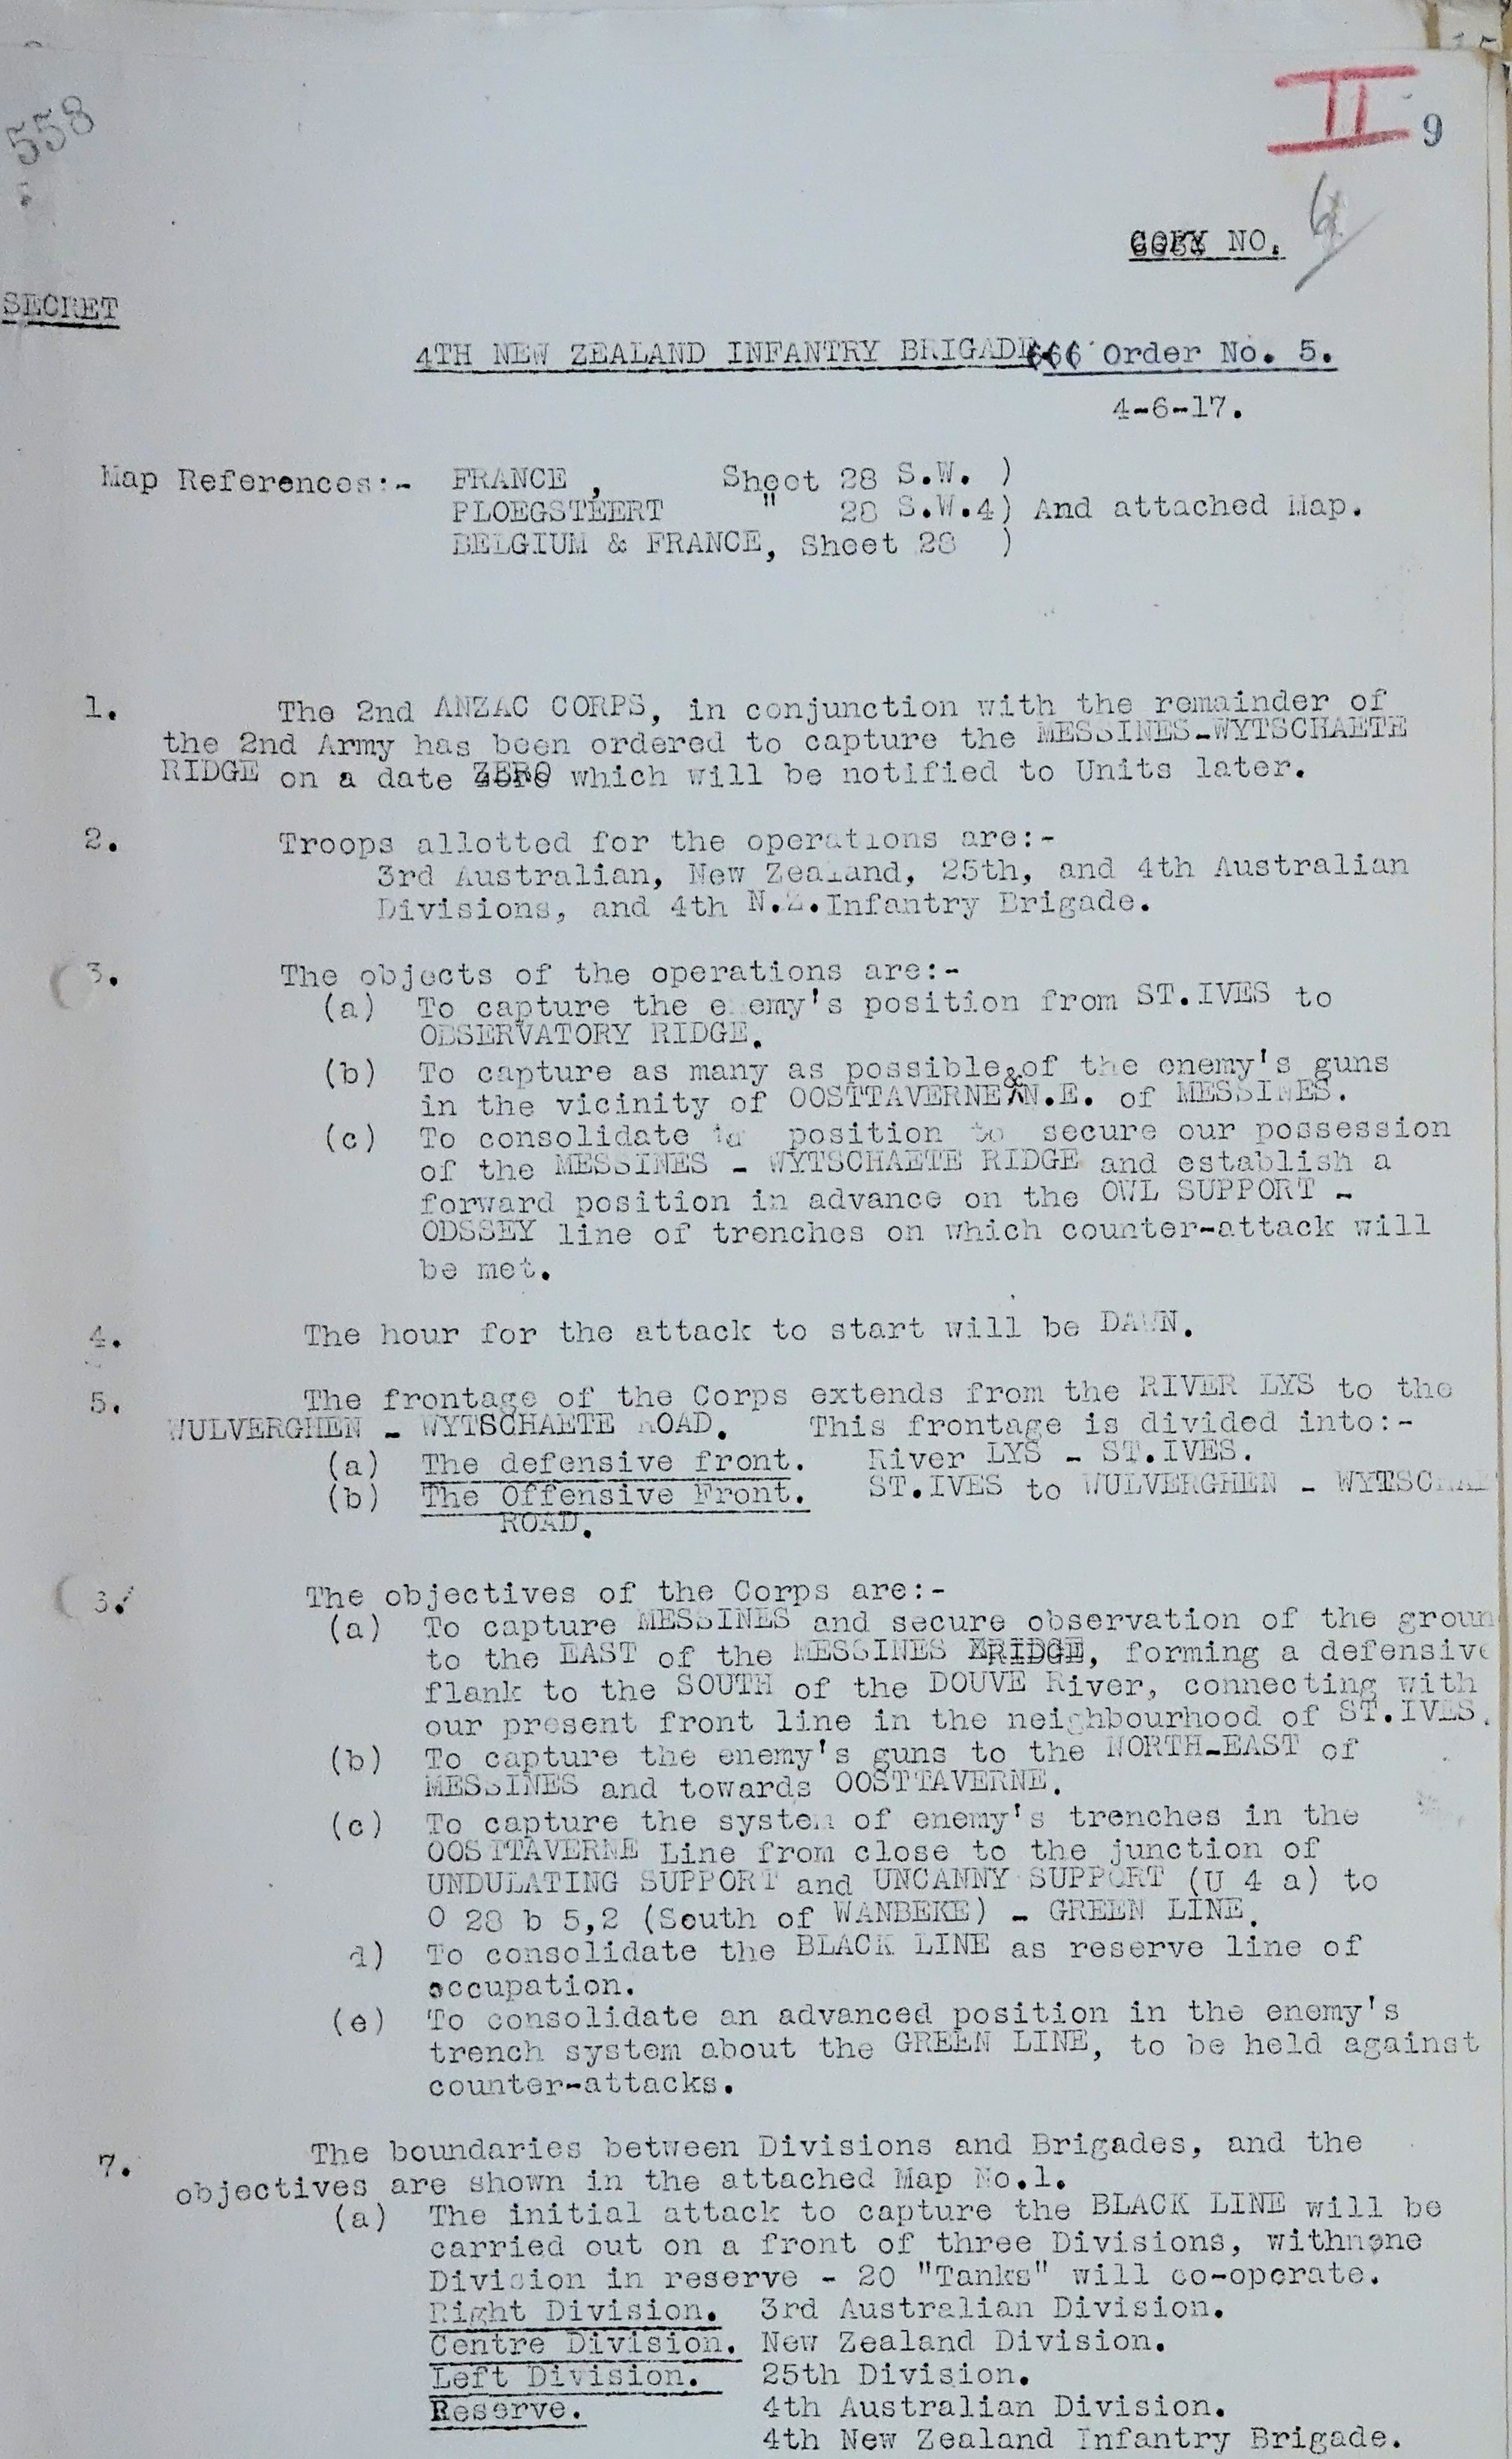 558
II 9
COPY NO.
SECRET
4TH NEW ZEALAND INFANTRY BRIGADE Order No. 5.
4-6-17.
Map References:- FRANCE , Sheet 28 S.W. )
PLOEGSTEERT " 28 S.W.4) And attached Map.
BELGIUM & FRANCE, Sheet 28 )
1. The 2nd ANZAC CORPS, in conjunction with the remainder of
the 2nd Army has been ordered to capture the MESSINES-WYTSCHAETE
RIDGE on a date ZERO which will be notified to Units later.
2. Troops allotted for the operations are:-
3rd Australian, New Zealand, 25th, and 4th Australian
Divisions, and 4th N.Z.Infantry Brigade.
3. The objects of the operations are:-
(a) To capture the enemy's position from ST.IVES to
OBSERVATORY RIDGE.
(b) To capture as many as possible of the enemy's guns
in the vicinity of OOSTTAVERNE & N.E. of MESSINES.
(c) To consolidate a position to secure our possession
of the MESSINES - WYTSCHAETE RIDGE and establish a
forward position in advance on the OWL SUPPORT -
ODSSEY line of trenches on which counter-attack will
be met.
4. The hour for the attack to start will be DAWN.
5. The frontage of the Corps extends from the RIVER LYS to the
WULVERGHEN - WYTSCHAETE ROAD. This frontage is divided into:-
(a) The defensive front. River LYS - ST.IVES.
(b) The Offensive Front. ST.IVES to WULVERGHEN - WYTSCHAE
ROAD.
6. The objectives of the Corps are:-
(a) To capture MESSINES and secure observation of the groun
to the EAST of the MESSINES RIDGE, forming a defensive
flank to the SOUTH of the DOUVE River, connecting with
our present front line in the neighbourhood of ST.IVES.
(b) To capture the enemy's guns to the NORTH-EAST of
MESSINES and towards OOSTTAVERNE.
(c) To capture the system of enemy's trenches in the
OOSTTAVERNE Line from close to the junction of
UNDULATING SUPPORT and UNCANNY SUPPORT (U 4 a) to
O 28 b 5,2 (South of WANBEKE) - GREEN LINE.
d) To consolidate the BLACK LINE as reserve line of
occupation.
(e) To consolidate an advanced position in the enemy's
trench system about the GREEN LINE, to be held against
counter-attacks.
7. The boundaries between Divisions and Brigades, and the
objectives are shown in the attached Map No.1.
(a) The initial attack to capture the BLACK LINE will be
carried out on a front of three Divisions, withnone
Division in reserve - 20 "Tanks" will co-operate.
Right Division. 3rd Australian Division.
Centre Division. New Zealand Division.
Left Division. 25th Division.
Reserve. 4th Australian Division.
4th New Zealand Infantry Brigade.